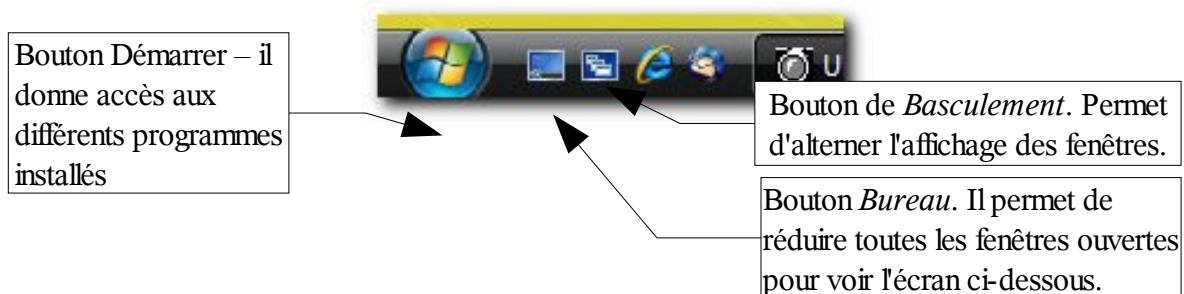 Bouton Démarrer – il
donne accès aux
différents programmes
installés
U
Bouton de Basculement. Permet
d'alterner l'affichage des fenêtres.
Bouton Bureau. Il permet de
réduire toutes les fenêtres ouvertes
pour voir l'écran ci-dessous.